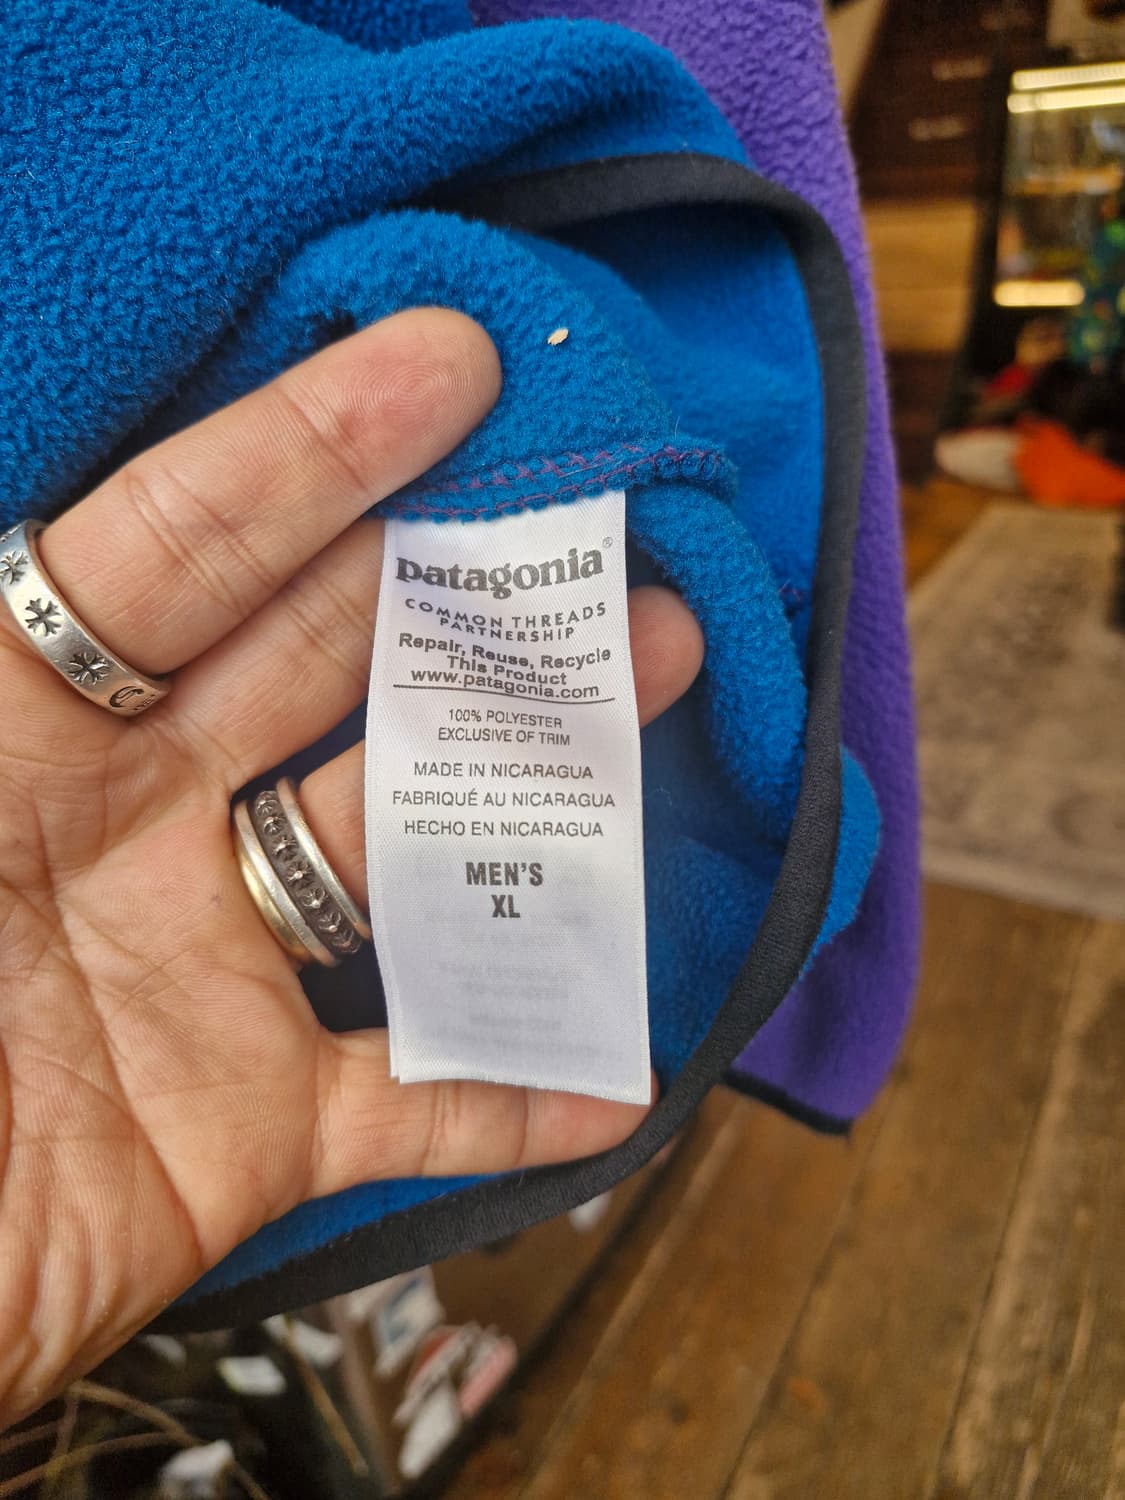 patagonia®
COMMON THREADS
PARTNERSHIP
Repair, Reuse, Recycle
This Product
www.patagonia.com
100% POLYESTER
EXCLUSIVE OF TRIM
MADE IN NICARAGUA
FABRIQUÉ AU NICARAGUA
HECHO EN NICARAGUA
MEN'S
XL